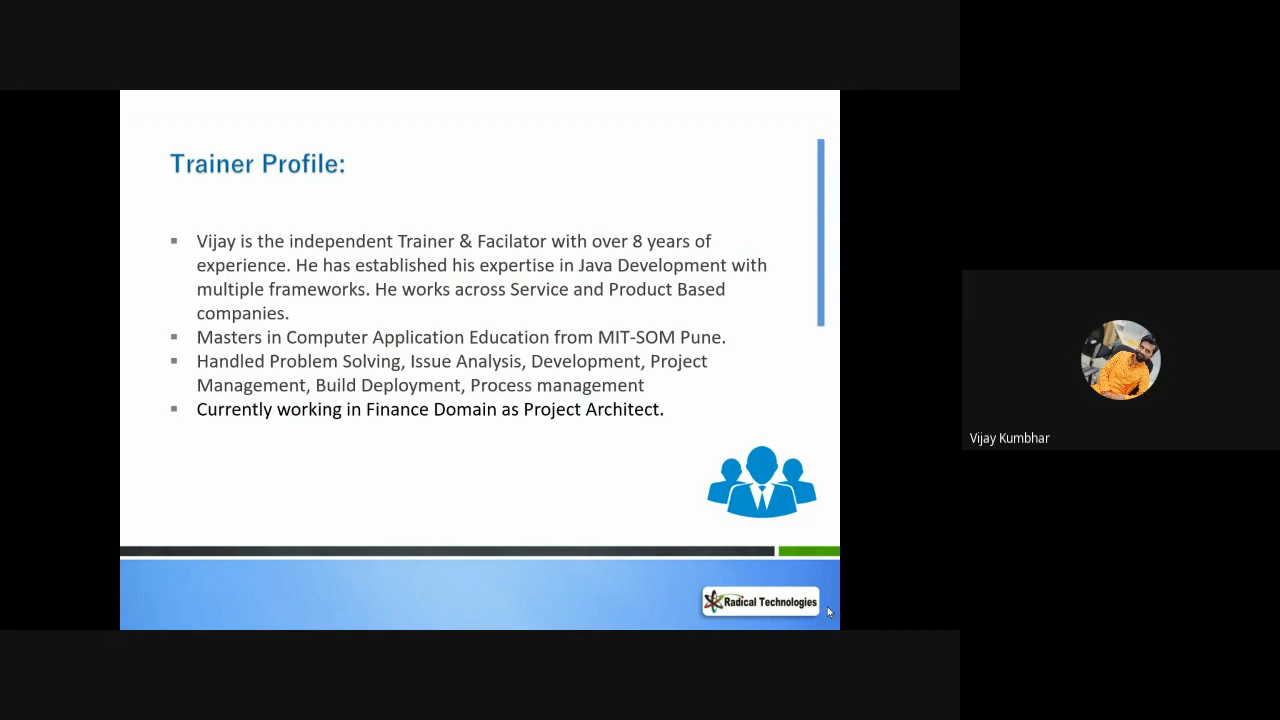 Trainer Profile:
Vijay is the independent Trainer & Facilator with over 8 years of
experience. He has established his expertise in Java Development with
multiple frameworks. He works across Service and Product Based
companies.
Masters in Computer Application Education from MIT-SOM Pune.
Handled Problem Solving, Issue Analysis, Development, Project
Management, Build Deployment, Process management
Currently working in Finance Domain as Project Architect.
Radical Technologies
Vijay Kumbhar